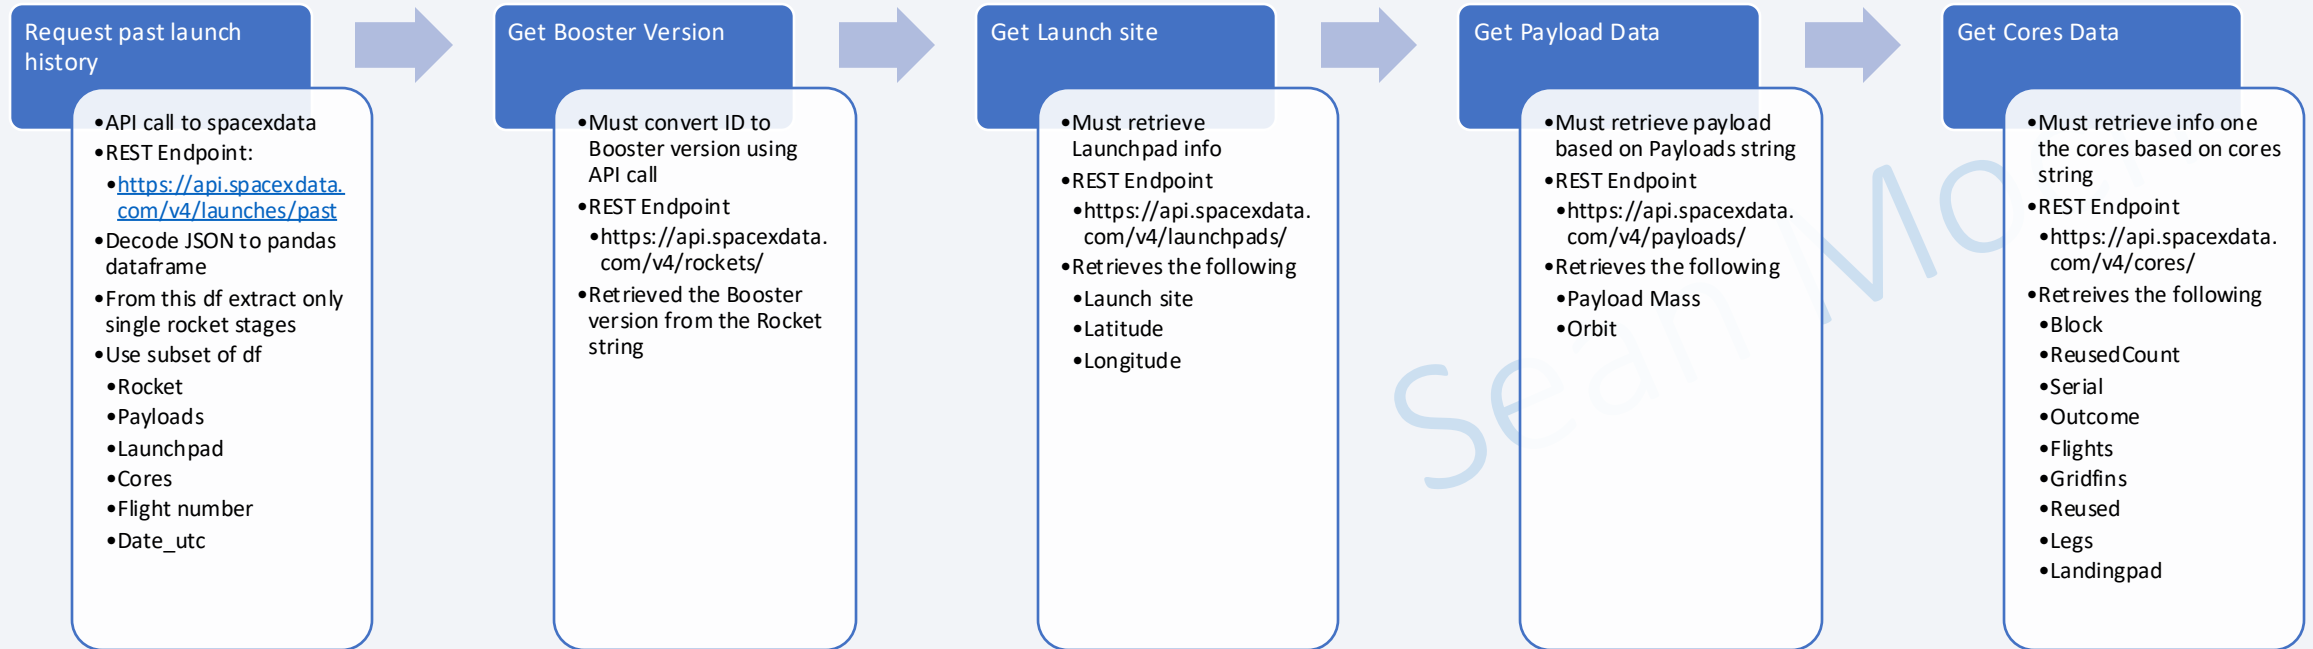 Request past launch
history
•API call to spacexdata
•REST Endpoint:
•https://api.spacexdata.
com/v4/launches/past
•Decode JSON to pandas
dataframe
•From this df extract only
single rocket stages
•Use subset of df
•Rocket
•Payloads
•Launchpad
•Cores
•Flight number
•Date_utc
Get Booster Version
•Must convert ID to
Booster version using
API call
•REST Endpoint
•https://api.spacexdata.
com/v4/rockets/
•Retrieved the Booster
version from the Rocket
string
Get Launch site
•Must retrieve
Launchpad info
•REST Endpoint
•https://api.spacexdata.
com/v4/launchpads/
•Retrieves the following
•Launch site
•Latitude
•Longitude
Get Payload Data
•Must retrieve payload
based on Payloads string
•REST Endpoint
•https://api.spacexdata.
com/v4/payloads/
•Retrieves the following
•Payload Mass
•Orbit
Get Cores Data
•Must retrieve info one
the cores based on cores
string
•REST Endpoint
•https://api.spacexdata.
com/v4/cores/
•Retreives the following
•Block
•ReusedCount
•Serial
•Outcome
•Flights
•Gridfins
•Reused
•Legs
•Landingpad
Sean